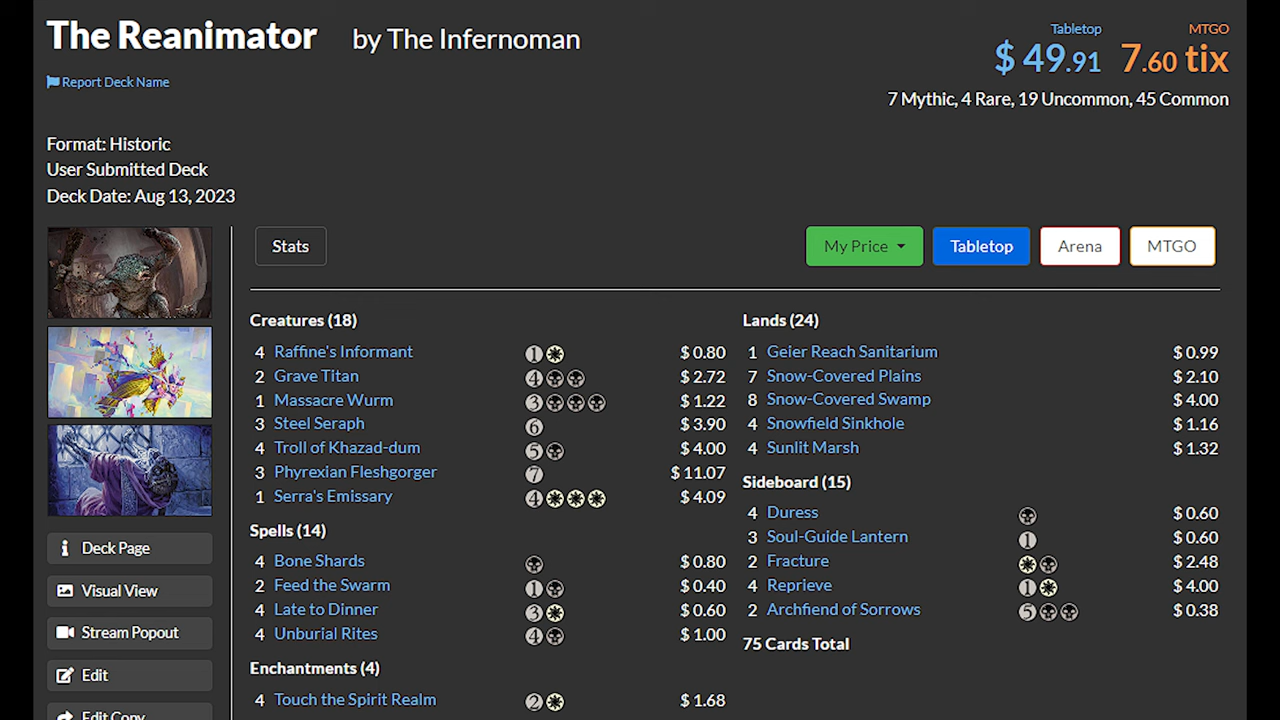 The Reanimator by The Infernoman
Tabletop MTGO
$ 49.91 7.60 tix
Report Deck Name
7 Mythic, 4 Rare, 19 Uncommon, 45 Common
Format: Historic
User Submitted Deck
Deck Date: Aug 13, 2023
Stats
My Price
Tabletop
Arena
MTGO
Creatures (18)
4 Raffine's Informant 1 $ 0.80
2 Grave Titan 4 $ 2.72
1 Massacre Wurm 3 $ 1.22
3 Steel Seraph 6 $ 3.90
4 Troll of Khazad-dum 5 $ 4.00
3 Phyrexian Fleshgorger 7 $ 11.07
1 Serra's Emissary 4 $ 4.09
Spells (14)
4 Bone Shards $ 0.80
2 Feed the Swarm 1 $ 0.40
4 Late to Dinner 3 $ 0.60
4 Unburial Rites 4 $ 1.00
Enchantments (4)
4 Touch the Spirit Realm 2 $ 1.68
Lands (24)
1 Geier Reach Sanitarium $ 0.99
7 Snow-Covered Plains $ 2.10
8 Snow-Covered Swamp $ 4.00
4 Snowfield Sinkhole $ 1.16
4 Sunlit Marsh $ 1.32
Sideboard (15)
4 Duress $ 0.60
3 Soul-Guide Lantern 1 $ 0.60
2 Fracture $ 2.48
4 Reprieve 1 $ 4.00
2 Archfiend of Sorrows 5 $ 0.38
75 Cards Total
Deck Page
Visual View
Stream Popout
Edit
Edit Copy